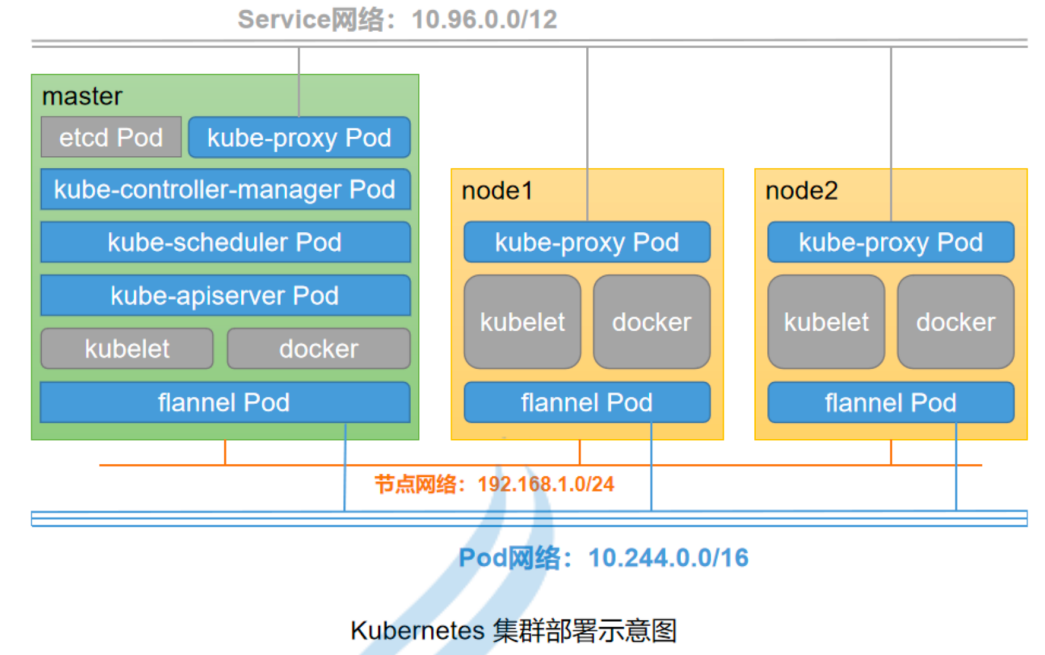 Service网络：10.96.0.0/12
master
etcd Pod
kube-proxy Pod
kube-controller-manager Pod
kube-scheduler Pod
kube-apiserver Pod
kubelet
docker
flannel Pod
node1
kube-proxy Pod
kubelet
docker
flannel Pod
node2
kube-proxy Pod
kubelet
docker
flannel Pod
节点网络：192.168.1.0/24
Pod网络：10.244.0.0/16
Kubernetes 集群部署示意图